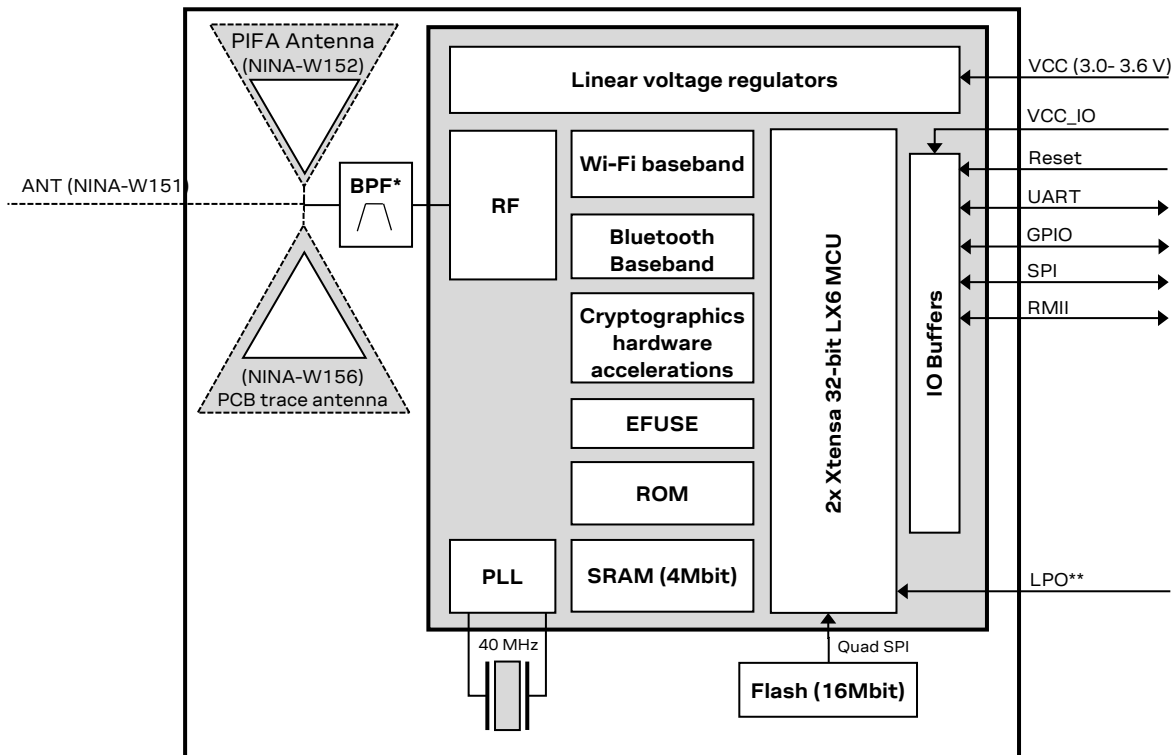 PIFA Antenna
(NINA-W152)
ANT (NINA-W151)
BPF*
(NINA-W156)
PCB trace antenna
Linear voltage regulators
RF
Wi-Fi baseband
Bluetooth
Baseband
Cryptographics
hardware
accelerations
EFUSE
ROM
SRAM (4Mbit)
PLL
40 MHz
2x Xtensa 32-bit LX6 MCU
IO Buffers
Quad SPI
Flash (16Mbit)
VCC (3.0- 3.6 V)
VCC_IO
Reset
UART
GPIO
SPI
RMII
LPO**